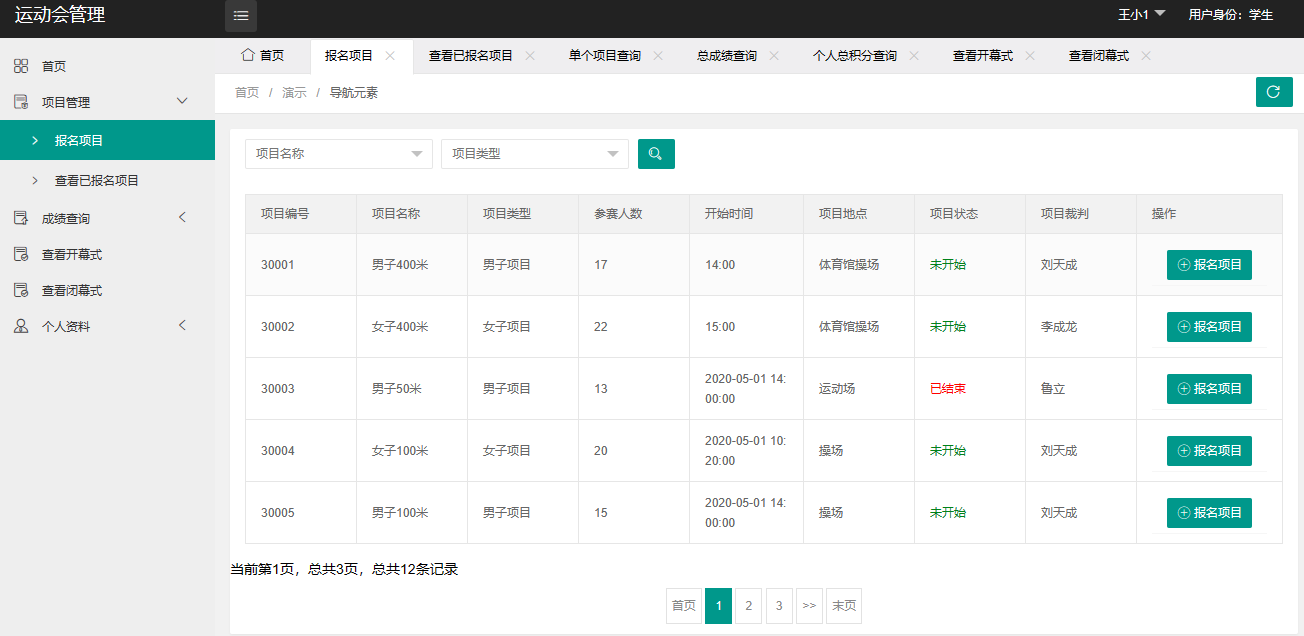 运动会管理
王小1 用户身份：学生
首页
项目管理
报名项目
查看已报名项目
成绩查询
查看开幕式
查看闭幕式
个人资料
首页 报名项目 查看已报名项目 单个项目查询 总成绩查询 个人总积分查询 查看开幕式 查看闭幕式
首页 / 演示 / 导航元素
项目名称 项目类型
项目编号 项目名称 项目类型 参赛人数 开始时间 项目地点 项目状态 项目裁判 操作
30001 男子400米 男子项目 17 14:00 体育馆操场 未开始 刘天成 报名项目
30002 女子400米 女子项目 22 15:00 体育馆操场 未开始 李成龙 报名项目
30003 男子50米 男子项目 13 2020-05-01 14:
00:00 运动场 已结束 鲁立 报名项目
30004 女子100米 女子项目 20 2020-05-01 10:
20:00 操场 未开始 刘天成 报名项目
30005 男子100米 男子项目 15 2020-05-01 14:
00:00 操场 未开始 刘天成 报名项目
当前第1页，总共3页，总共12条记录
首页 1 2 3 >> 末页